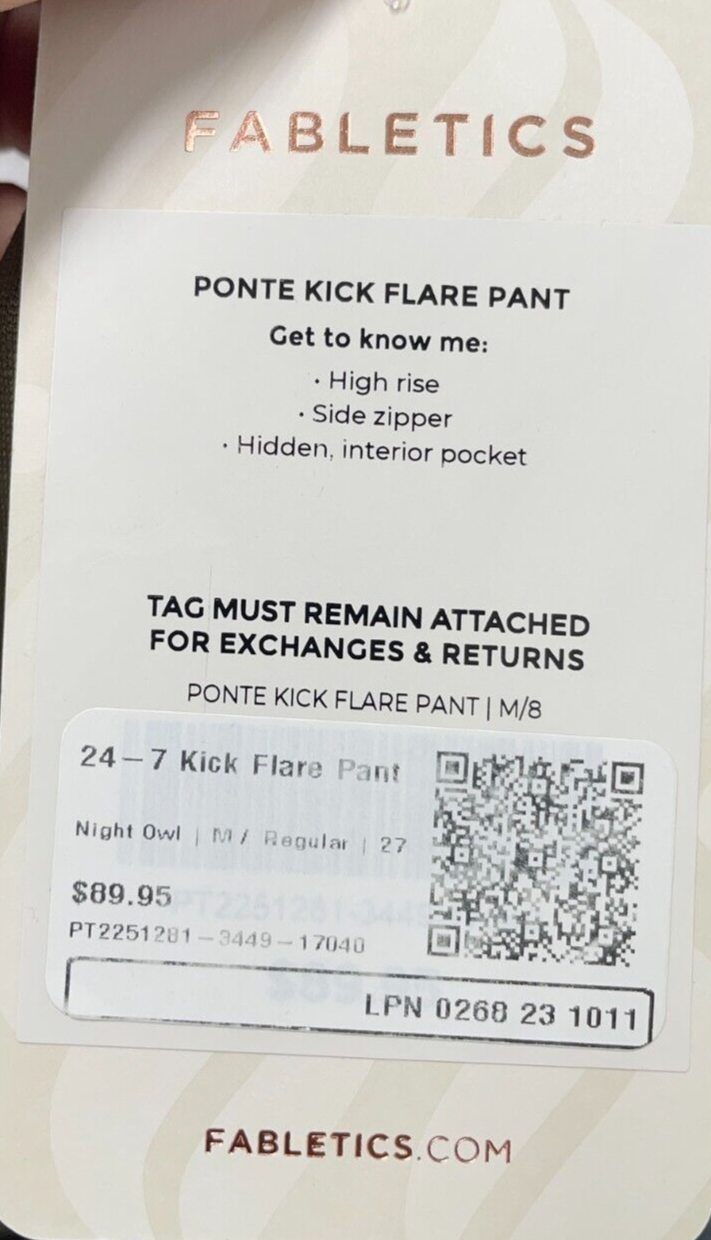 FABLETICS
PONTE KICK FLARE PANT
Get to know me:
· High rise
· Side zipper
· Hidden, interior pocket
TAG MUST REMAIN ATTACHED
FOR EXCHANGES & RETURNS
PONTE KICK FLARE PANT | M/8
24-7 Kick Flare Pant
Night Owl | M / Regular | 27
$89.95
PT2251281-3449-17040
LPN 0268 23 1011
FABLETICS.COM